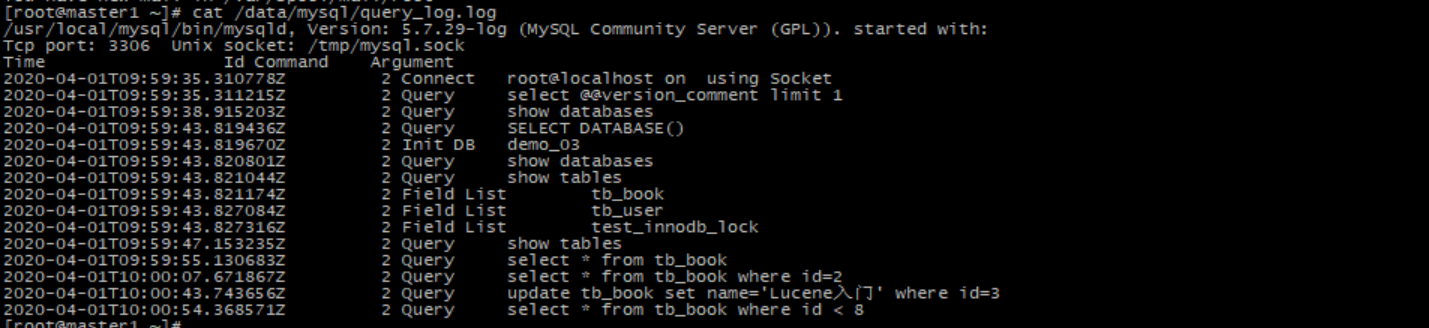 [root@master1 ~]# cat /data/mysql/query_log.log
/usr/local/mysql/bin/mysqld, Version: 5.7.29-log (MySQL Community Server (GPL)). started with:
Tcp port: 3306  Unix socket: /tmp/mysql.sock
Time                 Id Command    Argument
2020-04-01T09:59:35.310778Z	    2 Connect	root@localhost on  using Socket
2020-04-01T09:59:35.311215Z	    2 Query	select @@version_comment limit 1
2020-04-01T09:59:38.915203Z	    2 Query	show databases
2020-04-01T09:59:43.819436Z	    2 Query	SELECT DATABASE()
2020-04-01T09:59:43.819670Z	    2 Init DB	demo_03
2020-04-01T09:59:43.820801Z	    2 Query	show databases
2020-04-01T09:59:43.821044Z	    2 Query	show tables
2020-04-01T09:59:43.821174Z	    2 Field List	tb_book
2020-04-01T09:59:43.827084Z	    2 Field List	tb_user
2020-04-01T09:59:43.827316Z	    2 Field List	test_innodb_lock
2020-04-01T09:59:47.153235Z	    2 Query	show tables
2020-04-01T09:59:55.130683Z	    2 Query	select * from tb_book
2020-04-01T10:00:07.671867Z	    2 Query	select * from tb_book where id=2
2020-04-01T10:00:43.743656Z	    2 Query	update tb_book set name='Lucene入门' where id=3
2020-04-01T10:00:54.368571Z	    2 Query	select * from tb_book where id < 8
[root@master1 ~]#